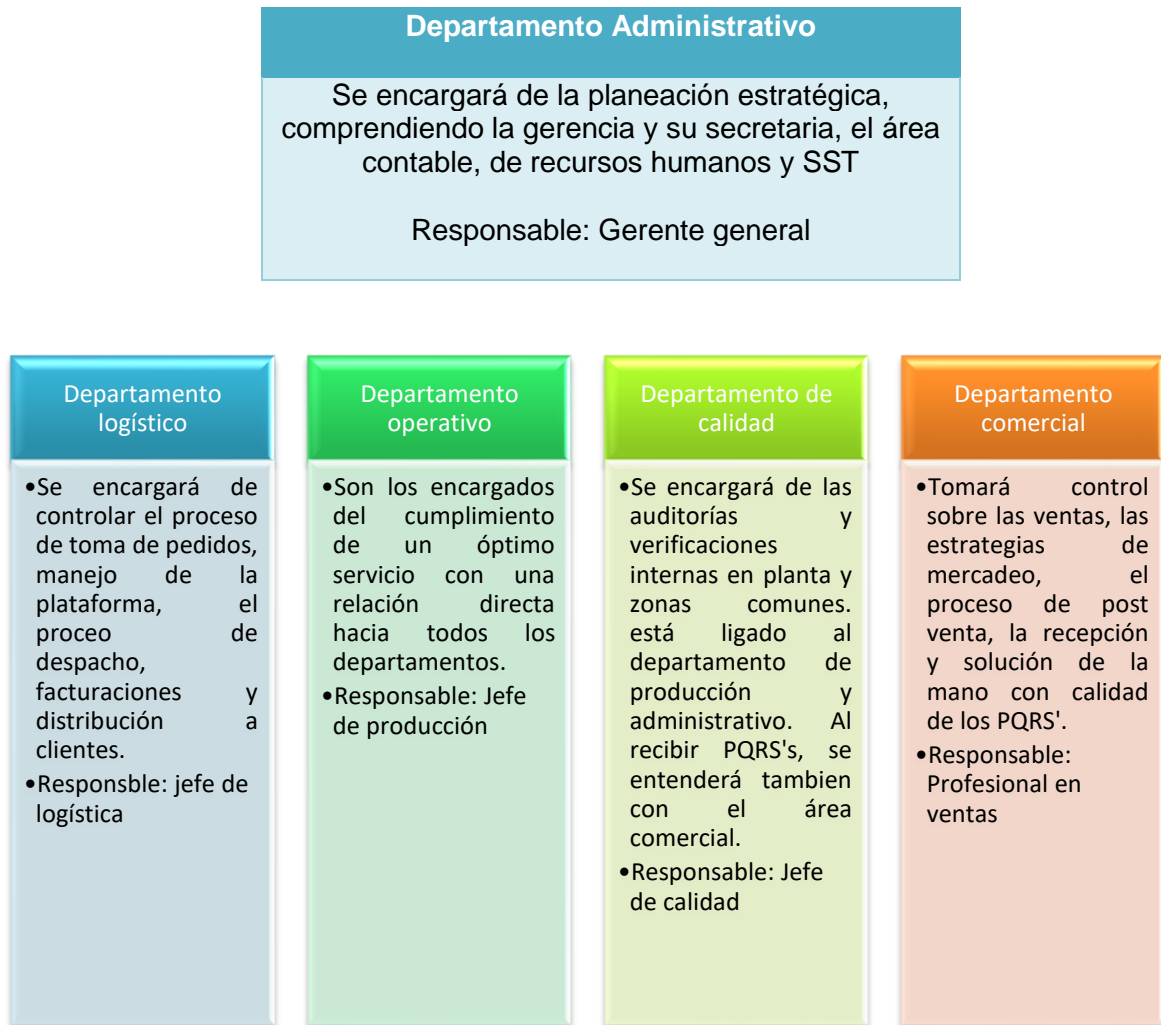 Departamento Administrativo
Se encargará de la planeación estratégica,
comprendiendo la gerencia y su secretaria, el área
contable, de recursos humanos y SST
Responsable: Gerente general
Departamento
logístico
•Se encargará de
controlar el proceso
de toma de pedidos,
manejo de la
plataforma, el
proceo de
despacho,
facturaciones y
distribución a
clientes.
•Responsble: jefe de
logística
Departamento
operativo
•Son los encargados
del cumplimiento
de un óptimo
servicio con una
relación directa
hacia todos los
departamentos.
•Responsable: Jefe
de producción
Departamento de
calidad
•Se encargará de las
auditorías y
verificaciones
internas en planta y
zonas comunes.
está ligado al
departamento de
producción y
administrativo. Al
recibir PQRS's, se
entenderá tambien
con el área
comercial.
•Responsable: Jefe
de calidad
Departamento
comercial
•Tomará control
sobre las ventas, las
estrategias de
mercadeo, el
proceso de post
venta, la recepción
y solución de la
mano con calidad
de los PQRS'.
•Responsable:
Profesional en
ventas